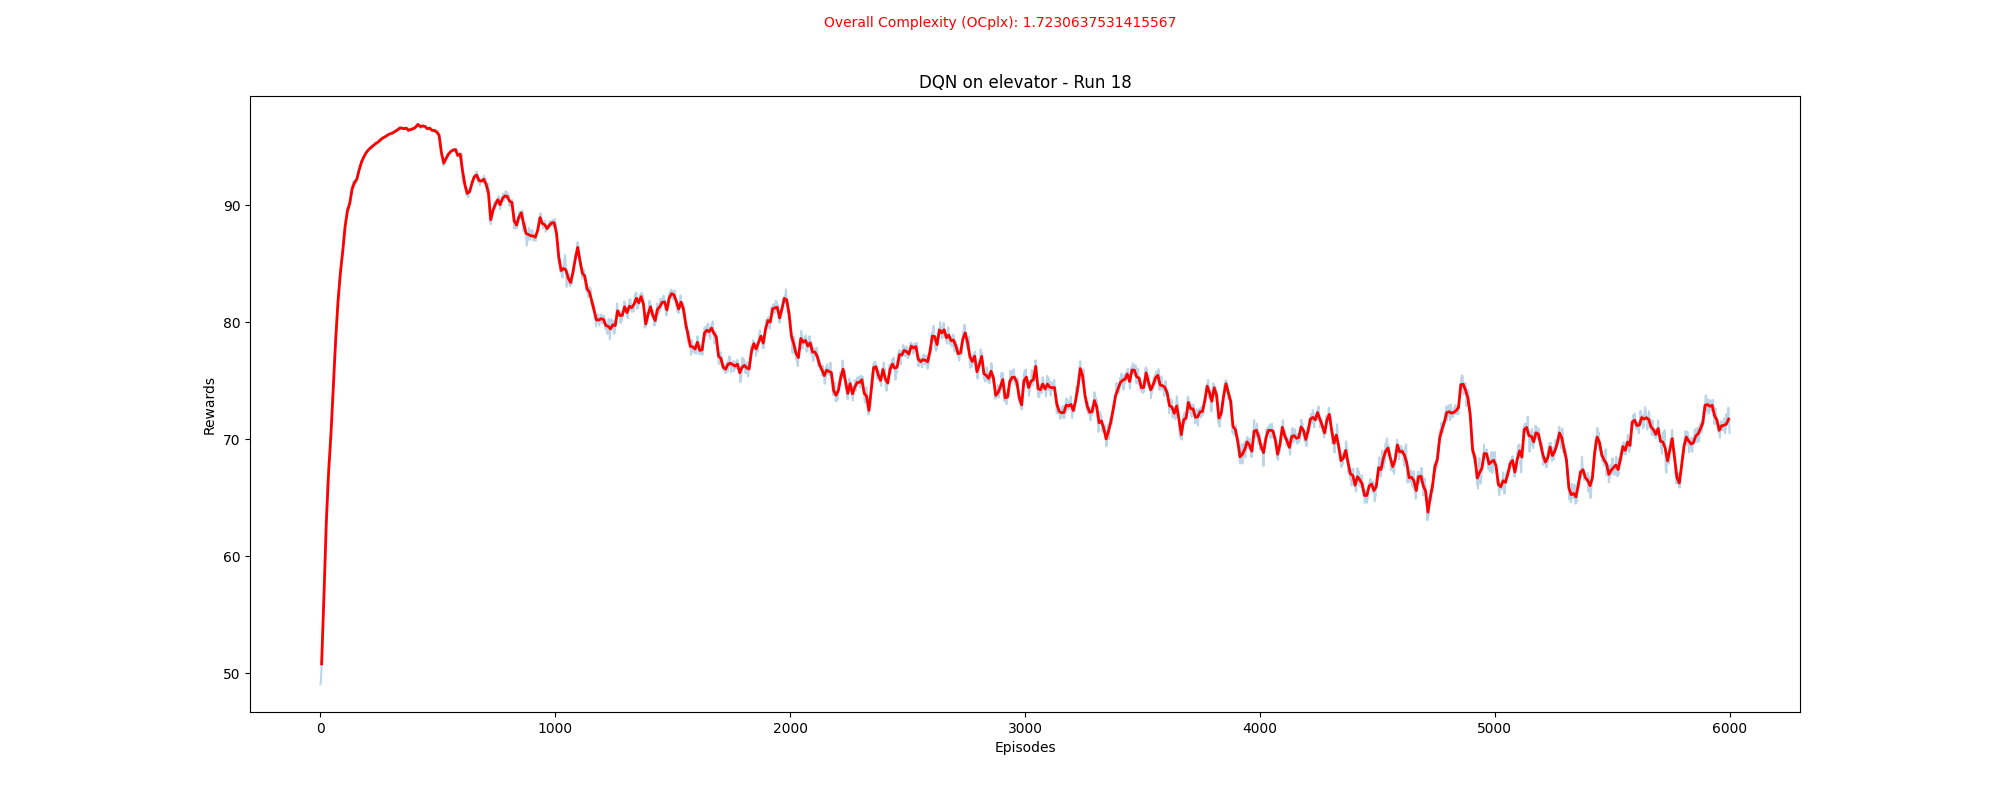 Overall Complexity (OCplx): 1.7230637531415567
DQN on elevator - Run 18
Rewards
90
80
70
60
50
0 1000 2000 3000 4000 5000 6000
Episodes